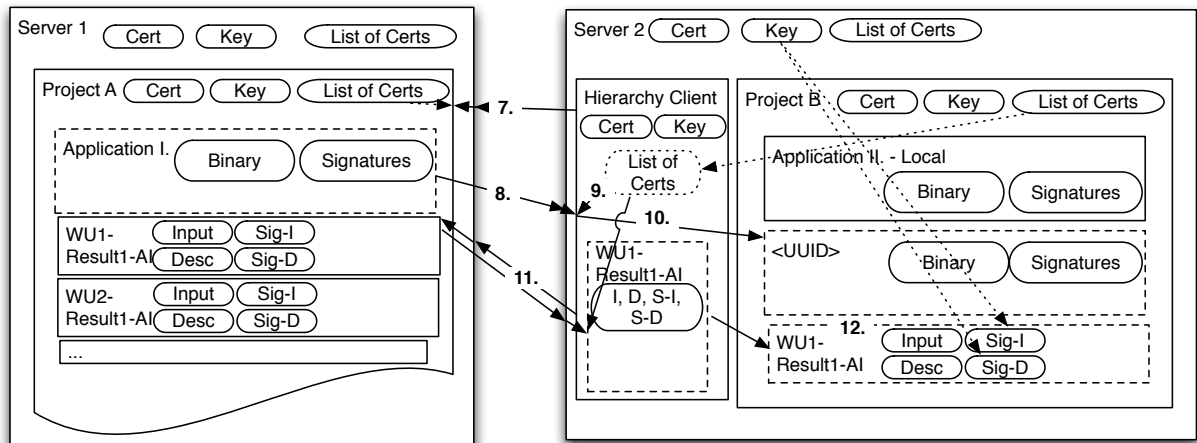 Server 1
Cert
Key
List of Certs
Project A
Cert
Key
List of Certs
Application I.
Binary
Signatures
WU1-
Result1-AI
Input
Sig-I
Desc
Sig-D
WU2-
Result1-AI
Input
Sig-I
Desc
Sig-D
...
7.
8.
9.
10.
11.
12.
Server 2
Cert
Key
List of Certs
Hierarchy Client
Cert
Key
List of
Certs
WU1-
Result1-AI
I, D, S-I,
S-D
Project B
Cert
Key
List of Certs
Application II. - Local
Binary
Signatures
<UUID>
Binary
Signatures
WU1-
Result1-AI
Input
Sig-I
Desc
Sig-D